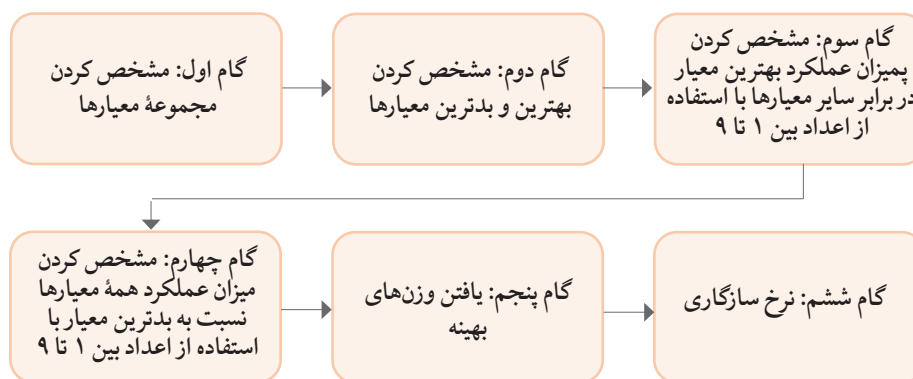 گام اول: مشخص کردن
مجموعهٔ معیارها
گام دوم: مشخص کردن
بهترین و بدترین معیارها
گام سوم: مشخص کردن
پمیزان عملکرد بهترین معیار
در برابر سایر معیارها با استفاده
از اعداد بین ۱ تا ۹
گام چهارم: مشخص کردن
میزان عملکرد همهٔ معیارها
نسبت به بدترین معیار با
استفاده از اعداد بین ۱ تا ۹
گام پنجم: یافتن وزن‌های
بهینه
گام ششم: نرخ سازگاری